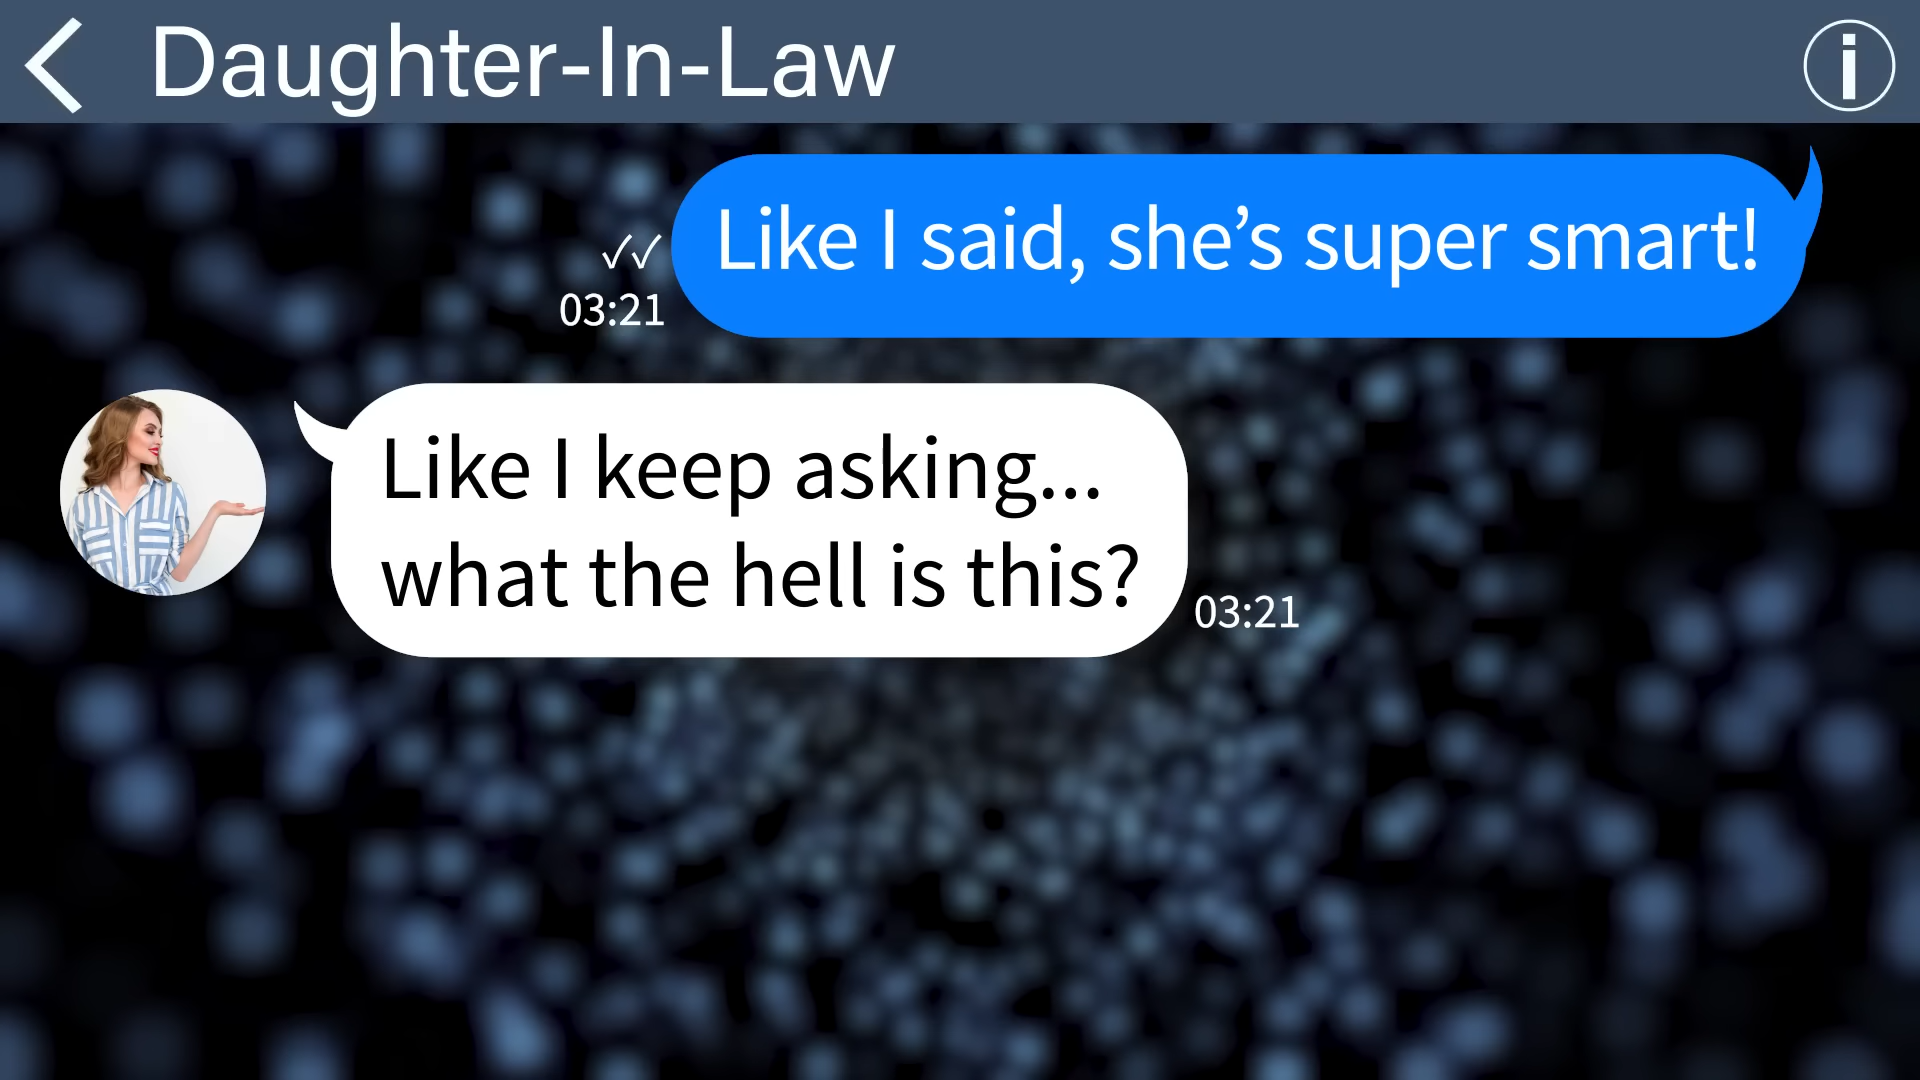 Daughter-In-Law
Like I said, she’s super smart!
✓✓
03:21
Like I keep asking...
what the hell is this?
03:21